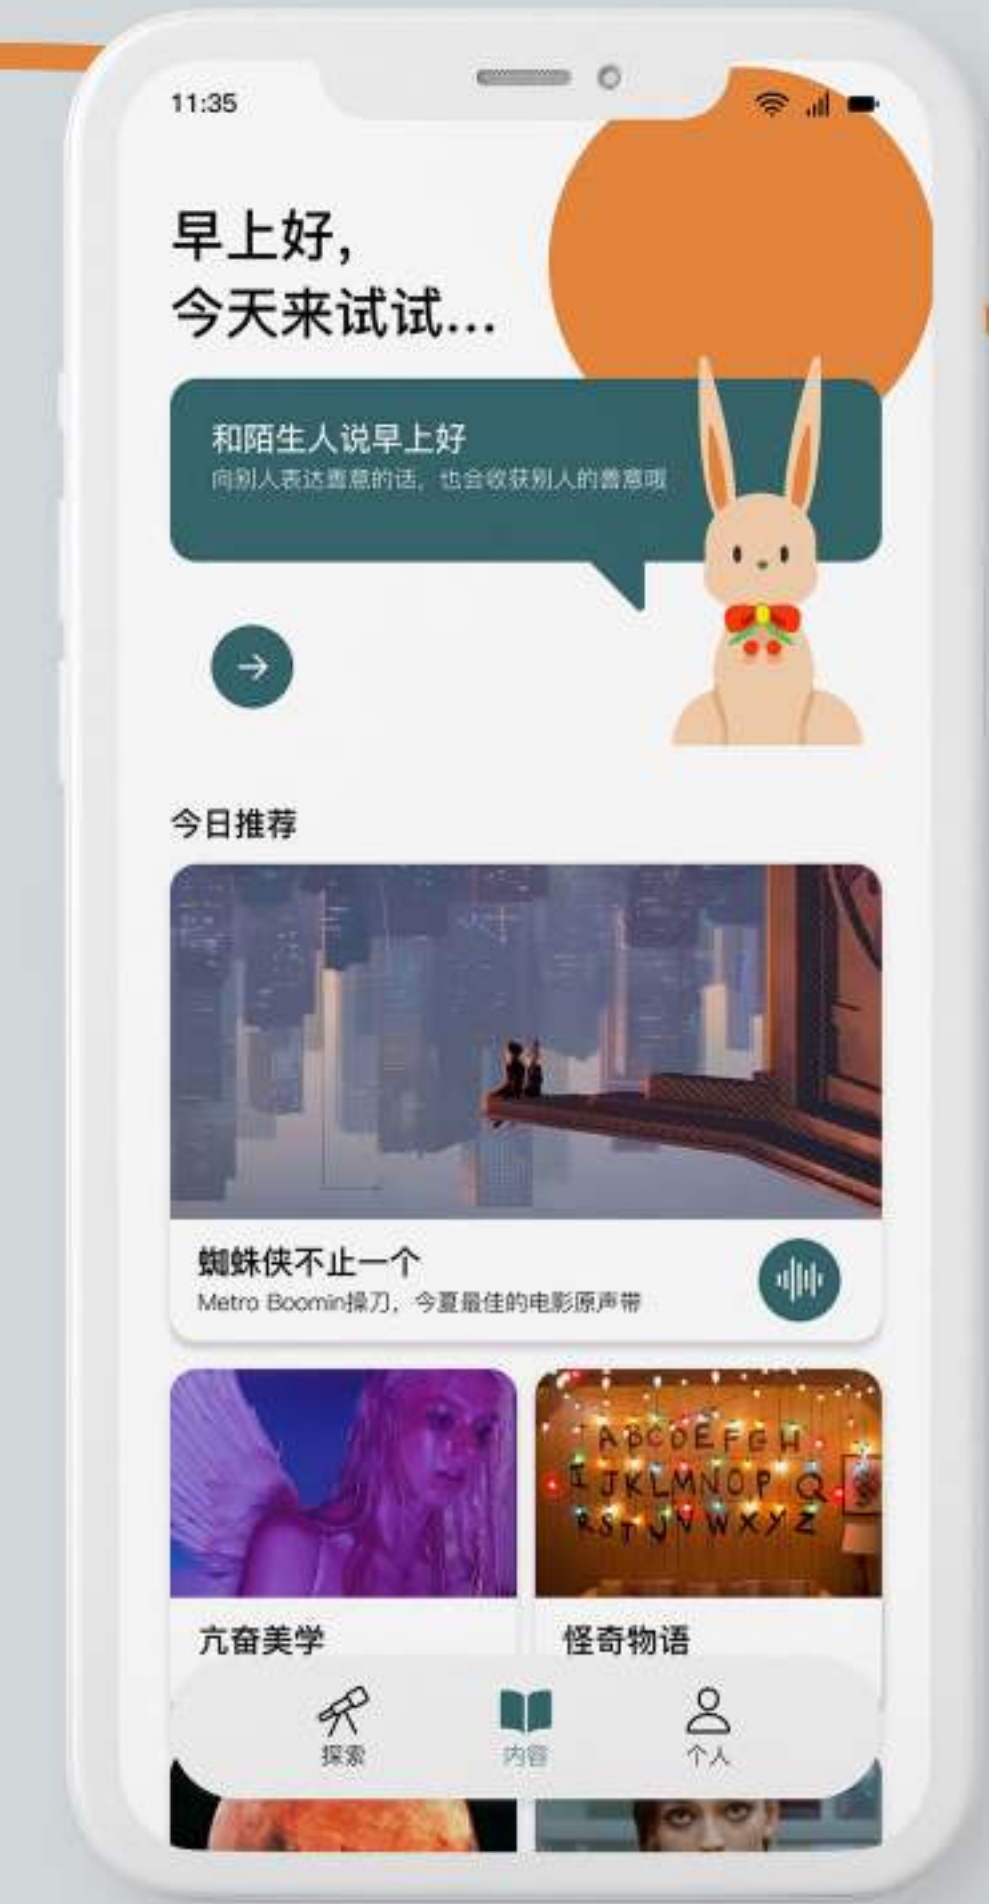 11:35
早上好，
今天来试试...
和陌生人说早上好
向别人表达善意的话，也会收获别人的善意哦
今日推荐
蜘蛛侠不止一个
Metro Boomin操刀，今夏最佳的电影原声带
ABCDEFGH
IJKLMNOPQ
RSTUVWXYZ
亢奋美学
怪奇物语
探索
内容
个人